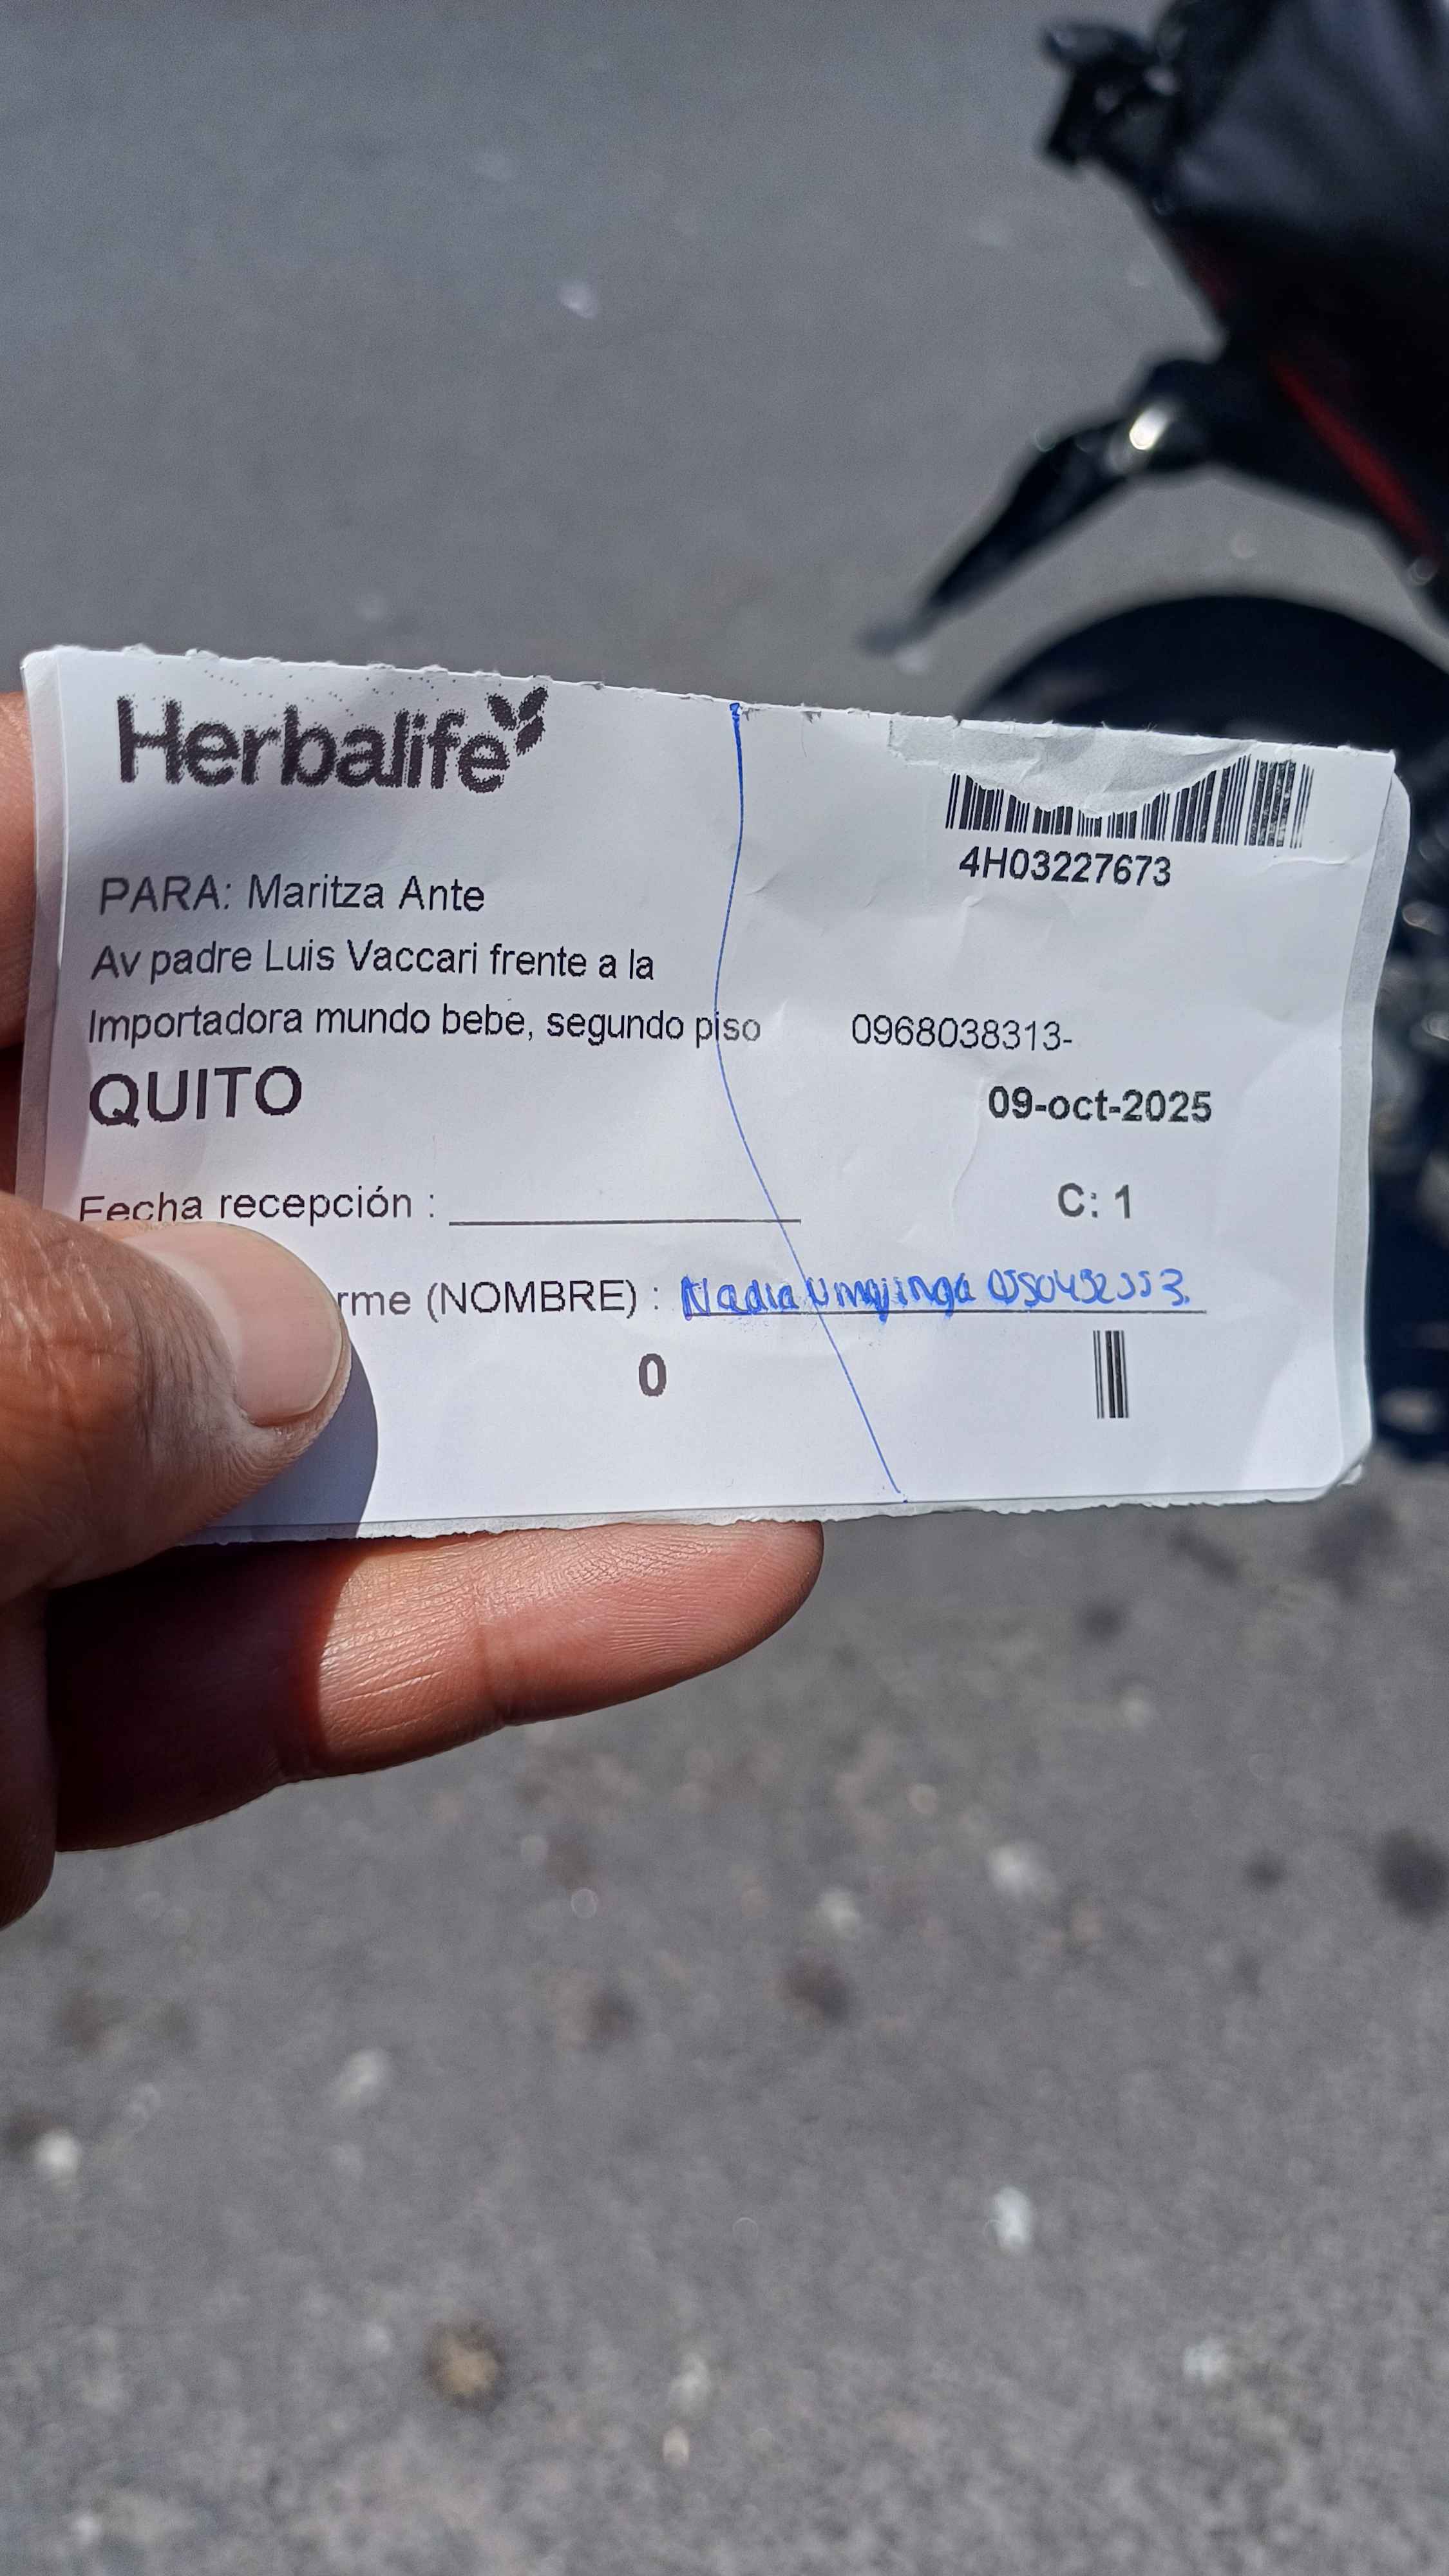 Herbalife
4H03227673
PARA: Maritza Ante
Av padre Luis Vaccari frente a la
Importadora mundo bebe, segundo piso 0968038313-
QUITO 09-oct-2025
Fecha recepción : C: 1
rme (NOMBRE) : Nadia Umajinga
0